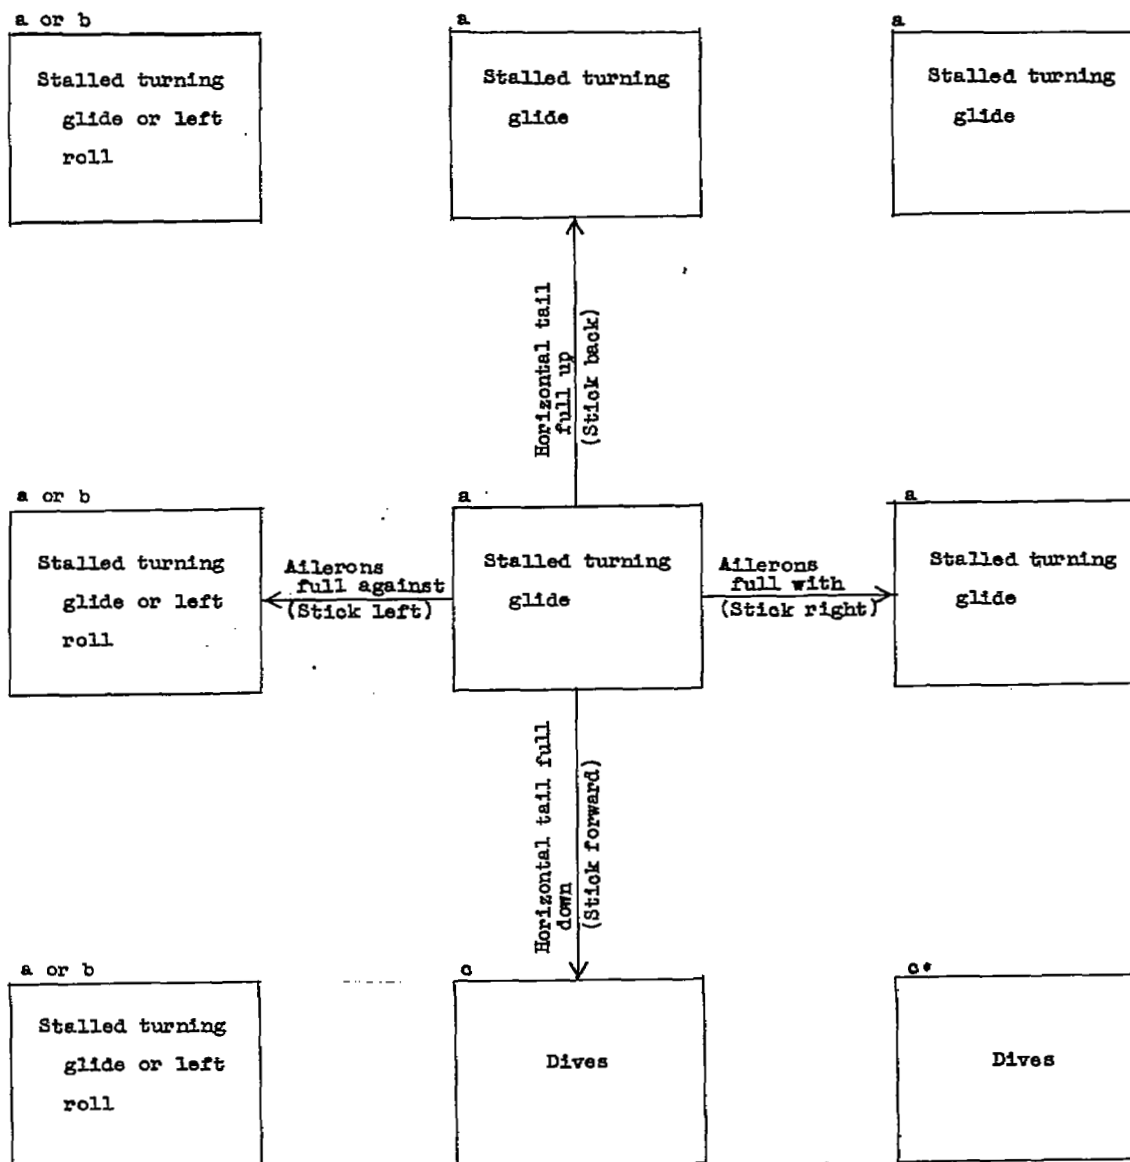 a or b
Stalled turning
glide or left
roll
a
Stalled turning
glide
a
Stalled turning
glide
Horizontal tail
full up
(Stick back)
a or b
Stalled turning
glide or left
roll
Ailerons
full against
(Stick left)
a
Stalled turning
glide
Ailerons
full with
(Stick right)
a
Stalled turning
glide
Horizontal tail full
down
(Stick forward)
a or b
Stalled turning
glide or left
roll
c
Dives
c*
Dives